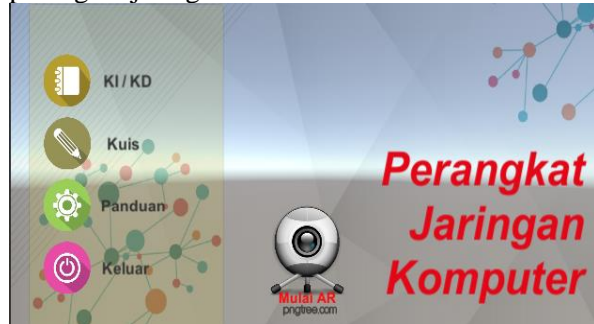 KI / KD
Kuis
Panduan
Keluar
Perangkat
Jaringan
Komputer
Mulai AR
pngtree.com